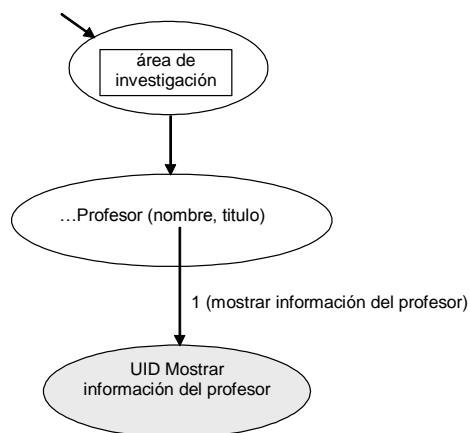 área de
investigación
…Profesor (nombre, titulo)
1 (mostrar información del profesor)
UID Mostrar
información del profesor